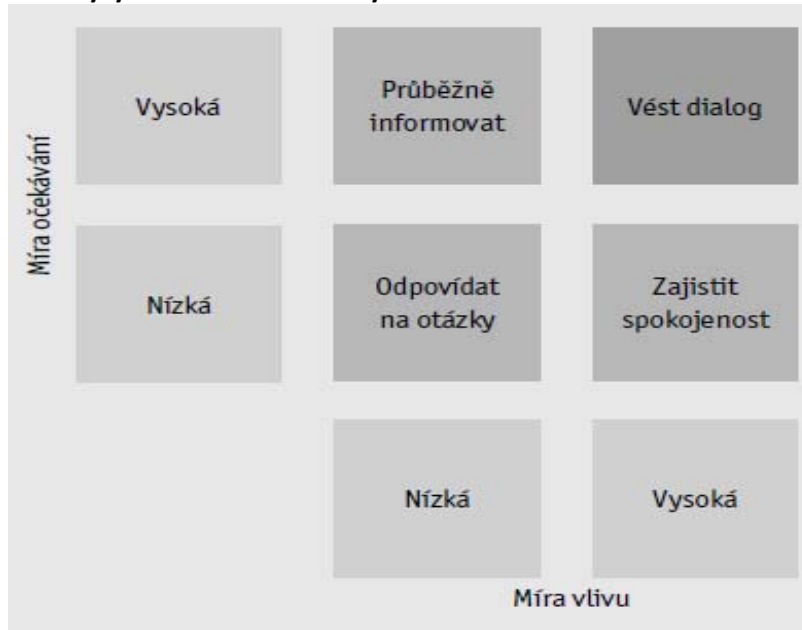 Míra očekávání
Vysoká
Průběžně
informovat
Vést dialog
Nízká
Odpovídat
na otázky
Zajistit
spokojenost
Nízká
Vysoká
Míra vlivu